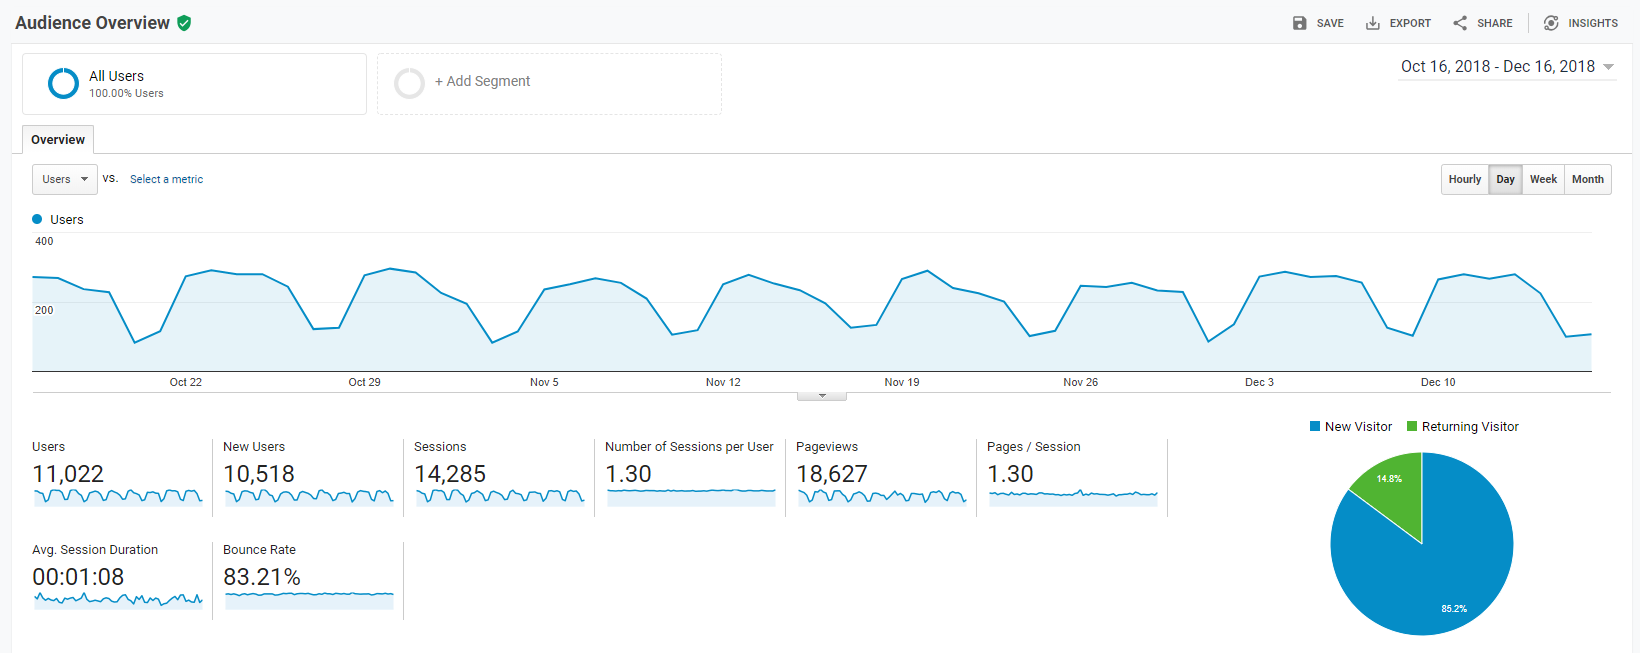 Audience Overview
SAVE
EXPORT
SHARE
INSIGHTS
All Users
100.00% Users
+ Add Segment
Oct 16, 2018 - Dec 16, 2018
Overview
Users
vs.
Select a metric
Hourly
Day
Week
Month
Users
400
200
Oct 22
Oct 29
Nov 5
Nov 12
Nov 19
Nov 26
Dec 3
Dec 10
New Visitor
Returning Visitor
Users
11,022
New Users
10,518
Sessions
14,285
Number of Sessions per User
1.30
Pageviews
18,627
Pages / Session
1.30
Avg. Session Duration
00:01:08
Bounce Rate
83.21%
14.8%
85.2%